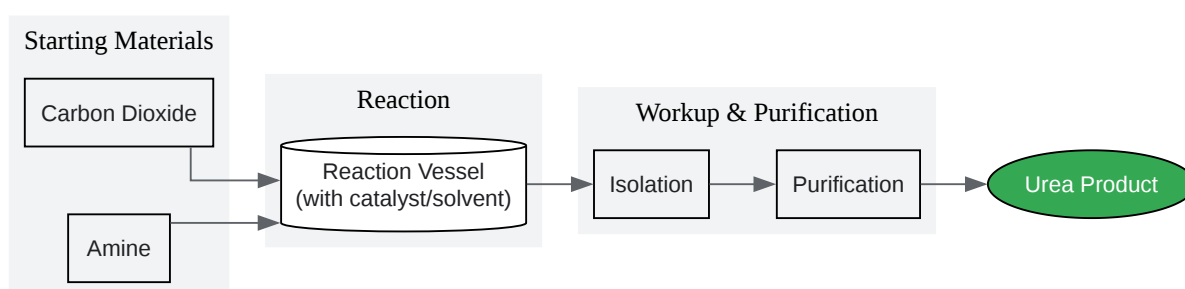 Starting Materials
Carbon Dioxide
Amine
Reaction
Reaction Vessel
(with catalyst/solvent)
Workup & Purification
Isolation
Purification
Urea Product